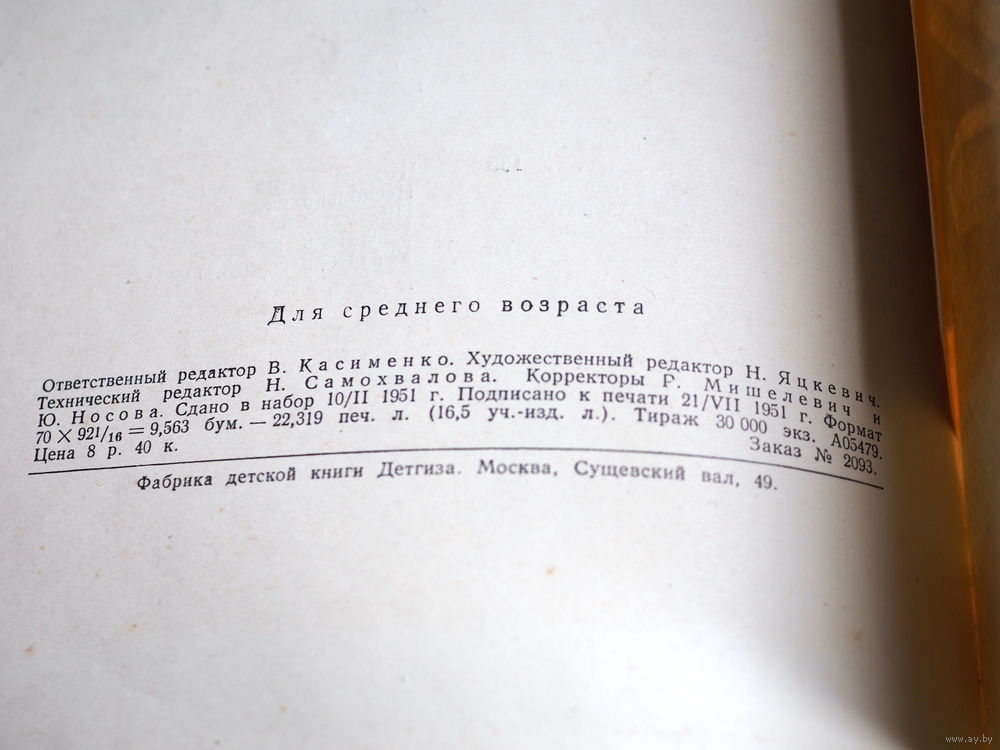 Для среднего возраста
Ответственный редактор В. Касименко. Художественный редактор Н. Яцкевич.
Технический редактор Н. Самохвалова. Корректоры Р. Мишелевич и
Ю. Носова. Сдано в набор 10/II 1951 г. Подписано к печати 21/VII 1951 г. Формат
70 × 92 1/16 = 9,563 бум. — 22,319 печ. л. (16,5 уч.-изд. л.). Тираж 30 000 экз. А05479.
Цена 8 р. 40 к. Заказ № 2093.
Фабрика детской книги Детгиза. Москва, Сущевский вал, 49.
www.ay.by